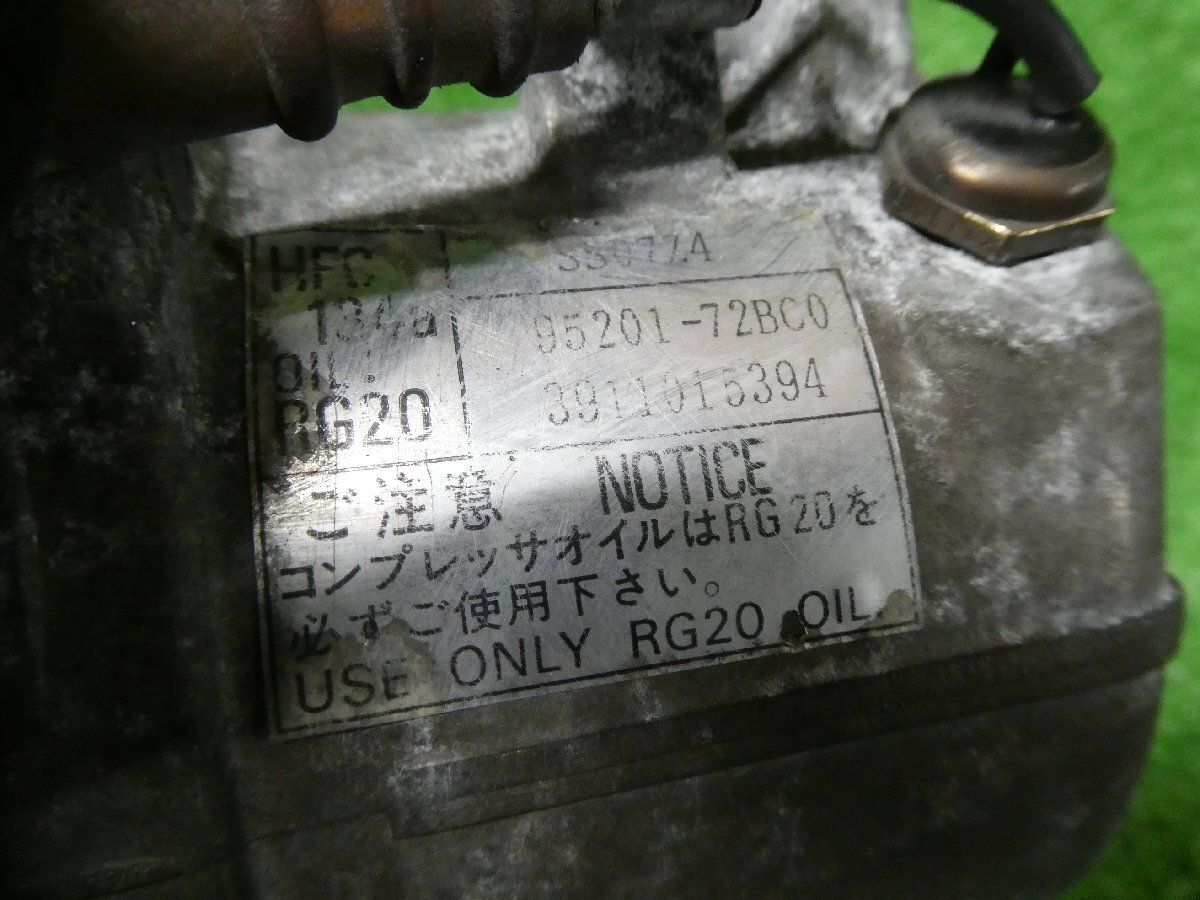 HFC
134a
OIL:
RG20
SS07ZA
95201-72BC0
3911015394
ご注意 NOTICE
コンプレッサオイルはRG20を
必ずご使用下さい。
USE ONLY RG20 OIL.